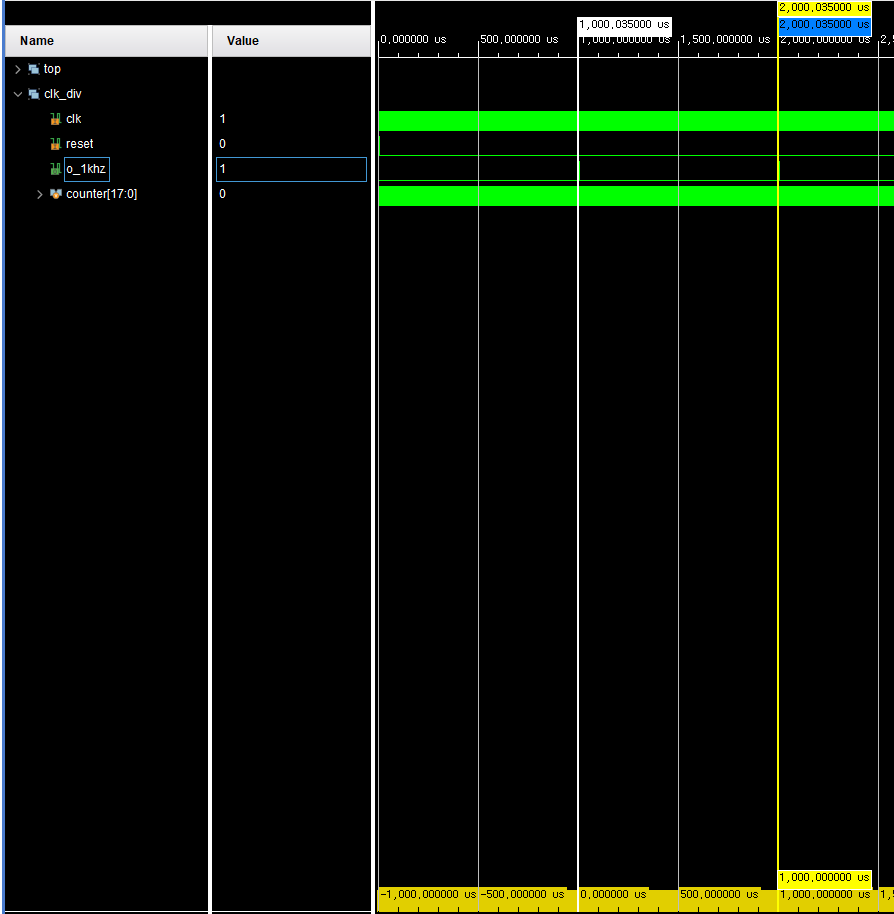 2,000,035000 us
1,000,035000 us 2,000,035000 us
Name Value
0,000000 us 500,000000 us 1,000,000000 us 1,500,000000 us 2,000,000000 us 2,5
top
clk_div
clk 1
reset 0
o_1khz 1
counter[17:0] 0
1,000,000000 us
-1,000,000000 us -500,000000 us 0,000000 us 500,000000 us 1,000,000000 us 1,5